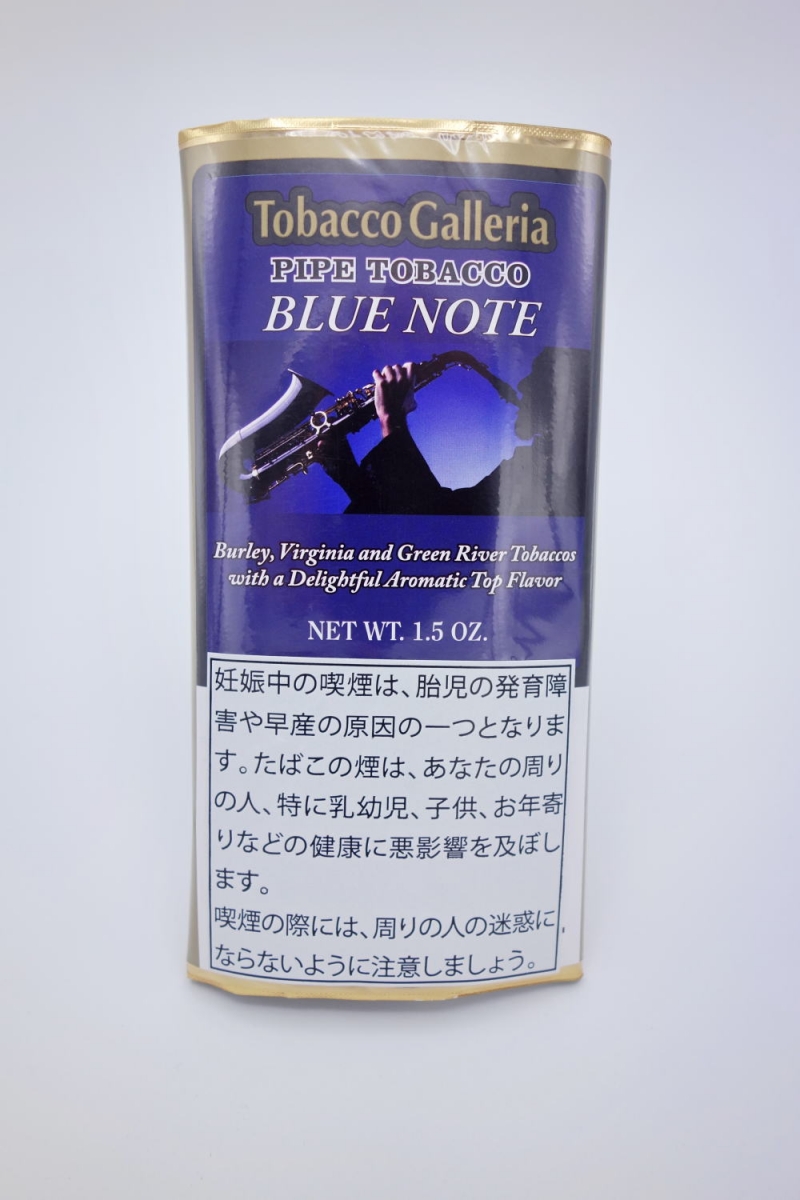 Tobacco Galleria
PIPE TOBACCO
BLUE NOTE
Burley, Virginia and Green River Tobaccos
with a Delightful Aromatic Top Flavor
NET WT. 1.5 OZ.
妊娠中の喫煙は、胎児の発育障
害や早産の原因の一つとなりま
す。たばこの煙は、あなたの周り
の人、特に乳幼児、子供、お年寄
りなどの健康に悪影響を及ぼし
ます。
喫煙の際には、周りの人の迷惑に
ならないように注意しましょう。